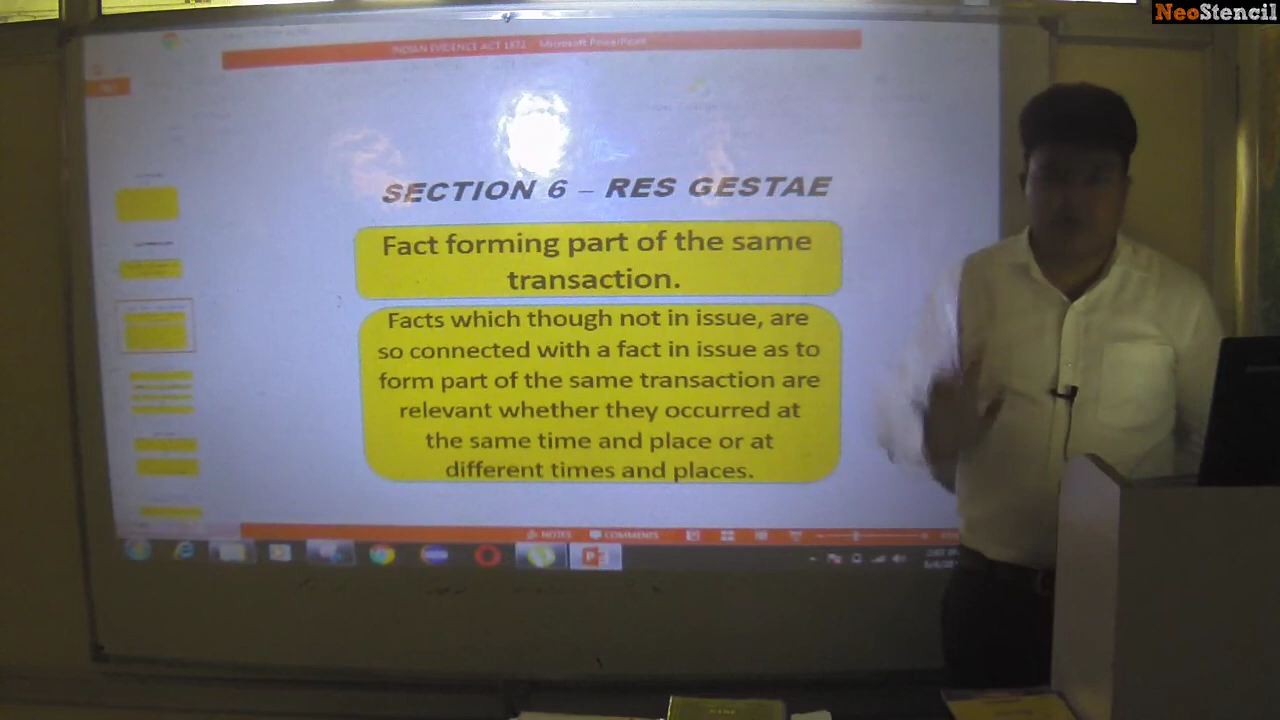 NeoStencil
INDIAN EVIDENCE ACT 1872 - Microsoft PowerPoint
SECTION 6 – RES GESTAE
Fact forming part of the same
transaction.
Facts which though not in issue, are
so connected with a fact in issue as to
form part of the same transaction are
relevant whether they occurred at
the same time and place or at
different times and places.
NOTES COMMENTS